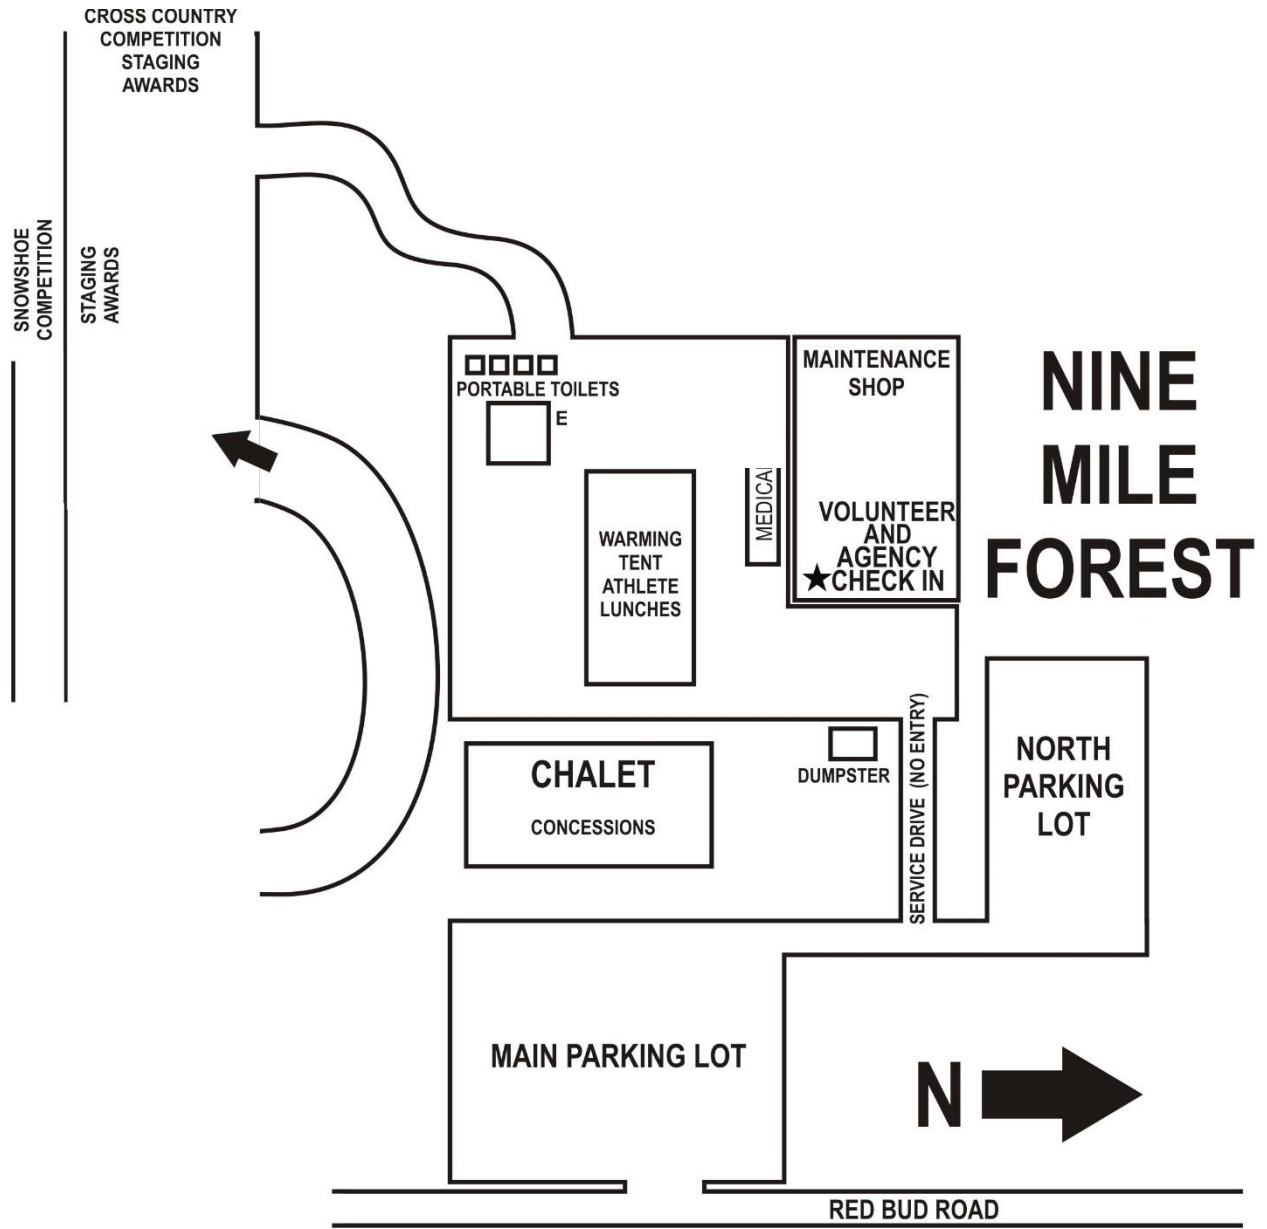 CROSS COUNTRY
COMPETITION
STAGING
AWARDS
SNOWSHOE
COMPETITION
STAGING
AWARDS
PORTABLE TOILETS
E
MAINTENANCE
SHOP
NINE
MILE
FOREST
MEDICA
VOLUNTEER
AND
AGENCY
★CHECK IN
WARMING
TENT
ATHLETE
LUNCHES
CHALET
CONCESSIONS
DUMPSTER
SERVICE DRIVE (NO ENTRY)
NORTH
PARKING
LOT
MAIN PARKING LOT
N
RED BUD ROAD